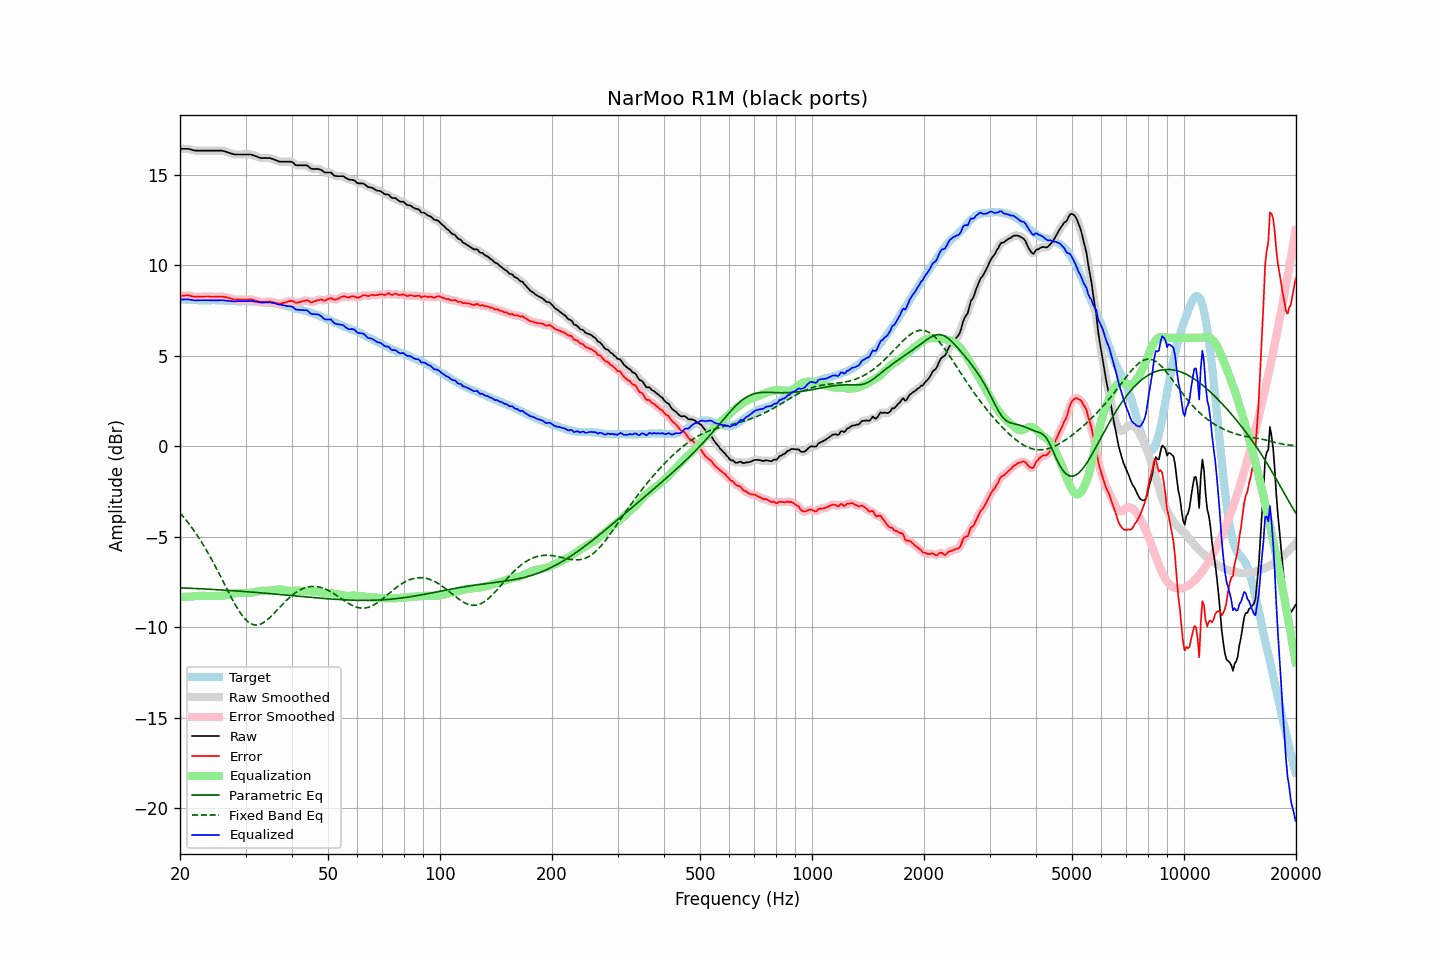 NarMoo R1M (black ports)
Amplitude (dBr)
15
10
5
0
−5
−10
−15
−20
Target
Raw Smoothed
Error Smoothed
Raw
Error
Equalization
Parametric Eq
Fixed Band Eq
Equalized
20 50 100 200 500 1000 2000 5000 10000 20000
Frequency (Hz)